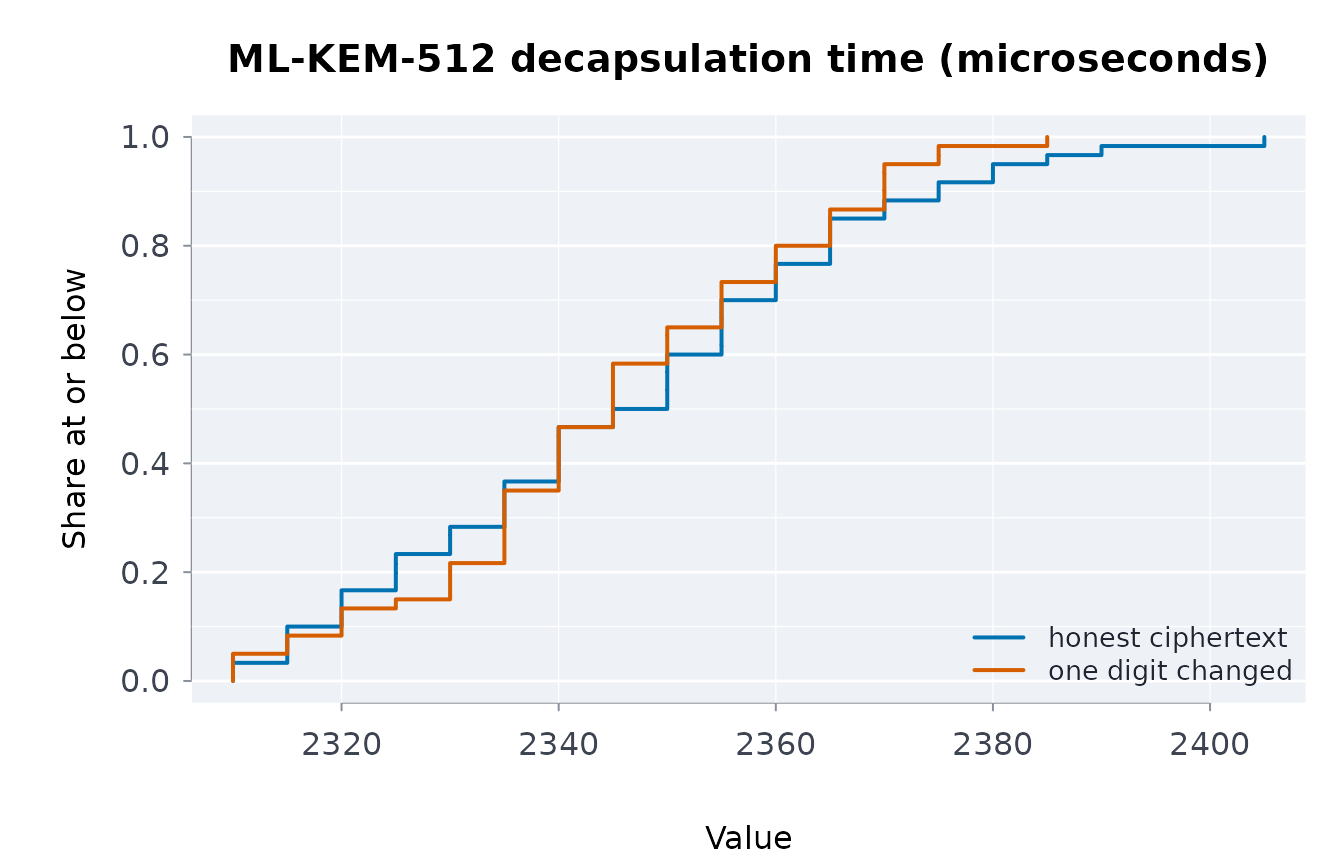 ML-KEM-512 decapsulation time (microseconds)
1.0
0.8
0.6
0.4
0.2
0.0
Share at or below
honest ciphertext
one digit changed
2320 2340 2360 2380 2400
Value